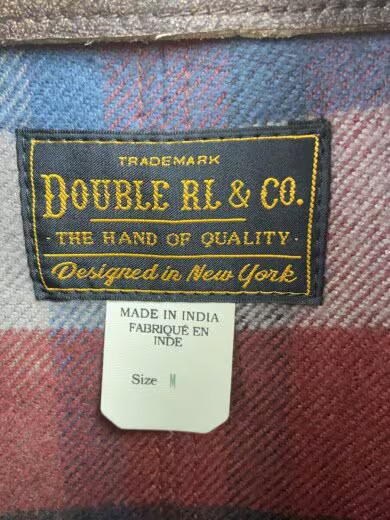 TRADEMARK
DOUBLE RL & CO.
· THE HAND OF QUALITY ·
Designed in New York
MADE IN INDIA
FABRIQUÉ EN
INDE
Size M